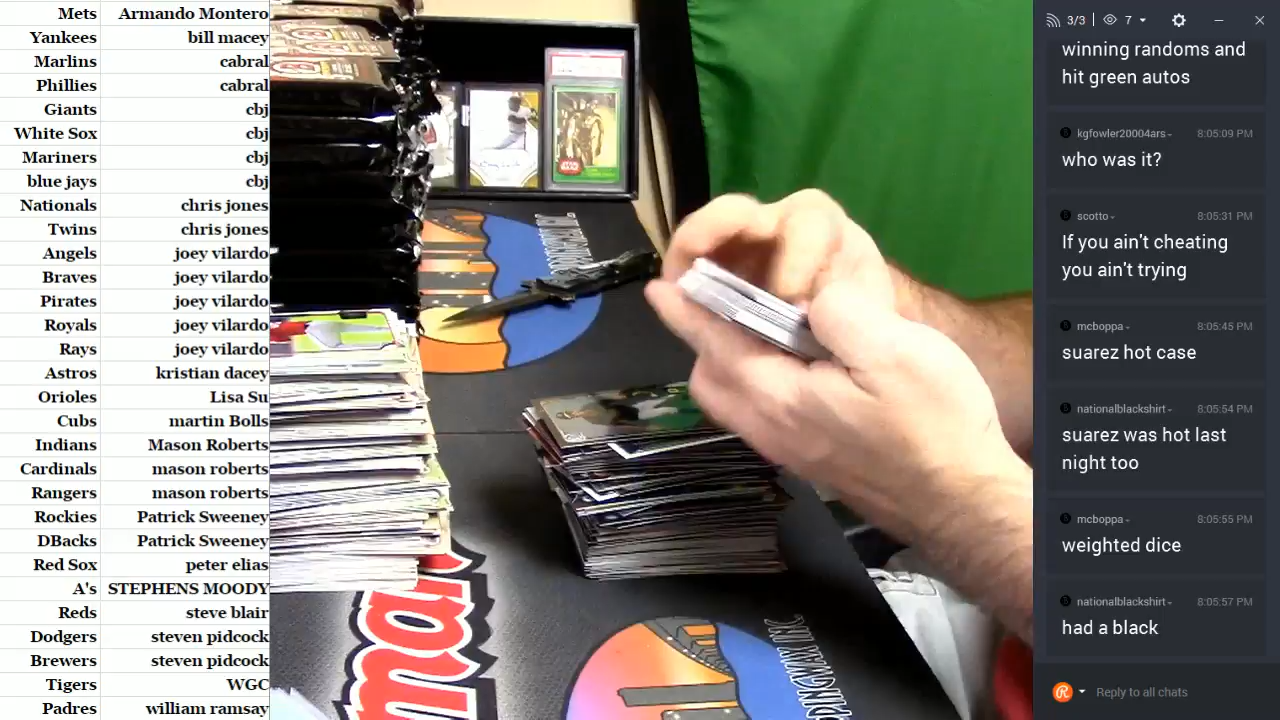 Mets Armando Montero
Yankees bill macey
Marlins cabral
Phillies cabral
Giants cbj
White Sox cbj
Mariners cbj
blue jays cbj
Nationals chris jones
Twins chris jones
Angels joey vilardo
Braves joey vilardo
Pirates joey vilardo
Royals joey vilardo
Rays joey vilardo
Astros kristian dacey
Orioles Lisa Su
Cubs martin Bolls
Indians Mason Roberts
Cardinals mason roberts
Rangers mason roberts
Rockies Patrick Sweeney
DBacks Patrick Sweeney
Red Sox peter elias
A's STEPHENS MOODY
Reds steve blair
Dodgers steven pidcock
Brewers steven pidcock
Tigers WGC
Padres william ramsay
STAR WARS
3/3 7
winning randoms and
hit green autos
kgfowler20004ars 8:05:09 PM
who was it?
scotto 8:05:31 PM
If you ain't cheating
you ain't trying
mcboppa 8:05:45 PM
suarez hot case
nationalblackshirt 8:05:54 PM
suarez was hot last
night too
mcboppa 8:05:55 PM
weighted dice
nationalblackshirt 8:05:57 PM
had a black
Reply to all chats